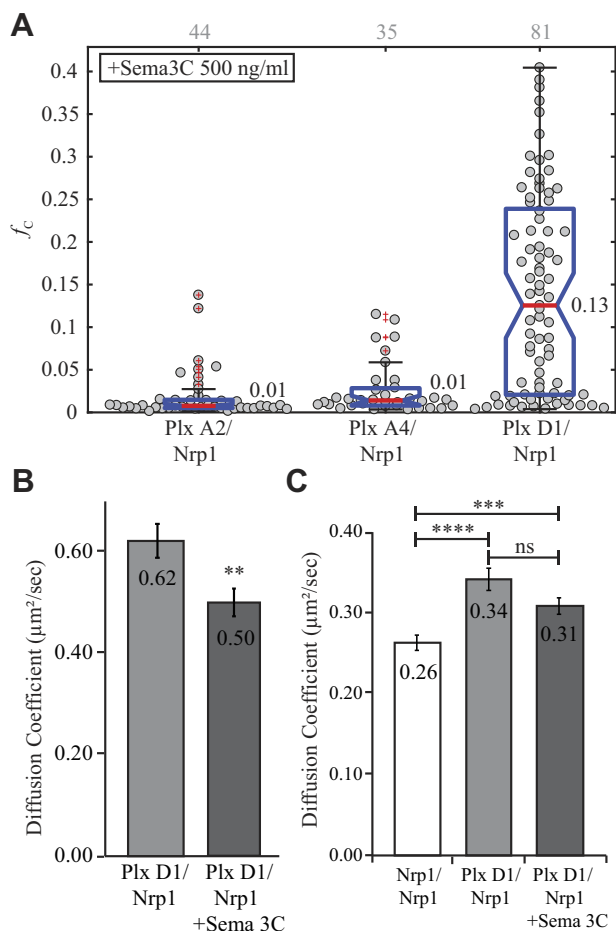 A
44 35 81
+Sema3C 500 ng/ml
0.4
0.35
0.3
0.25
0.2
0.15
0.1
0.05
0
fC
0.01
0.01
0.13
Plx A2/
Nrp1
Plx A4/
Nrp1
Plx D1/
Nrp1
B
Diffusion Coefficient (μm²/sec)
0.60
0.40
0.20
0.00
0.62
**
0.50
Plx D1/
Nrp1
Plx D1/
Nrp1
+Sema 3C
C
Diffusion Coefficient (μm²/sec)
0.40
0.30
0.20
0.10
0.00
***
****
ns
0.26
0.34
0.31
Nrp1/
Nrp1
Plx D1/
Nrp1
Plx D1/
Nrp1
+Sema 3C